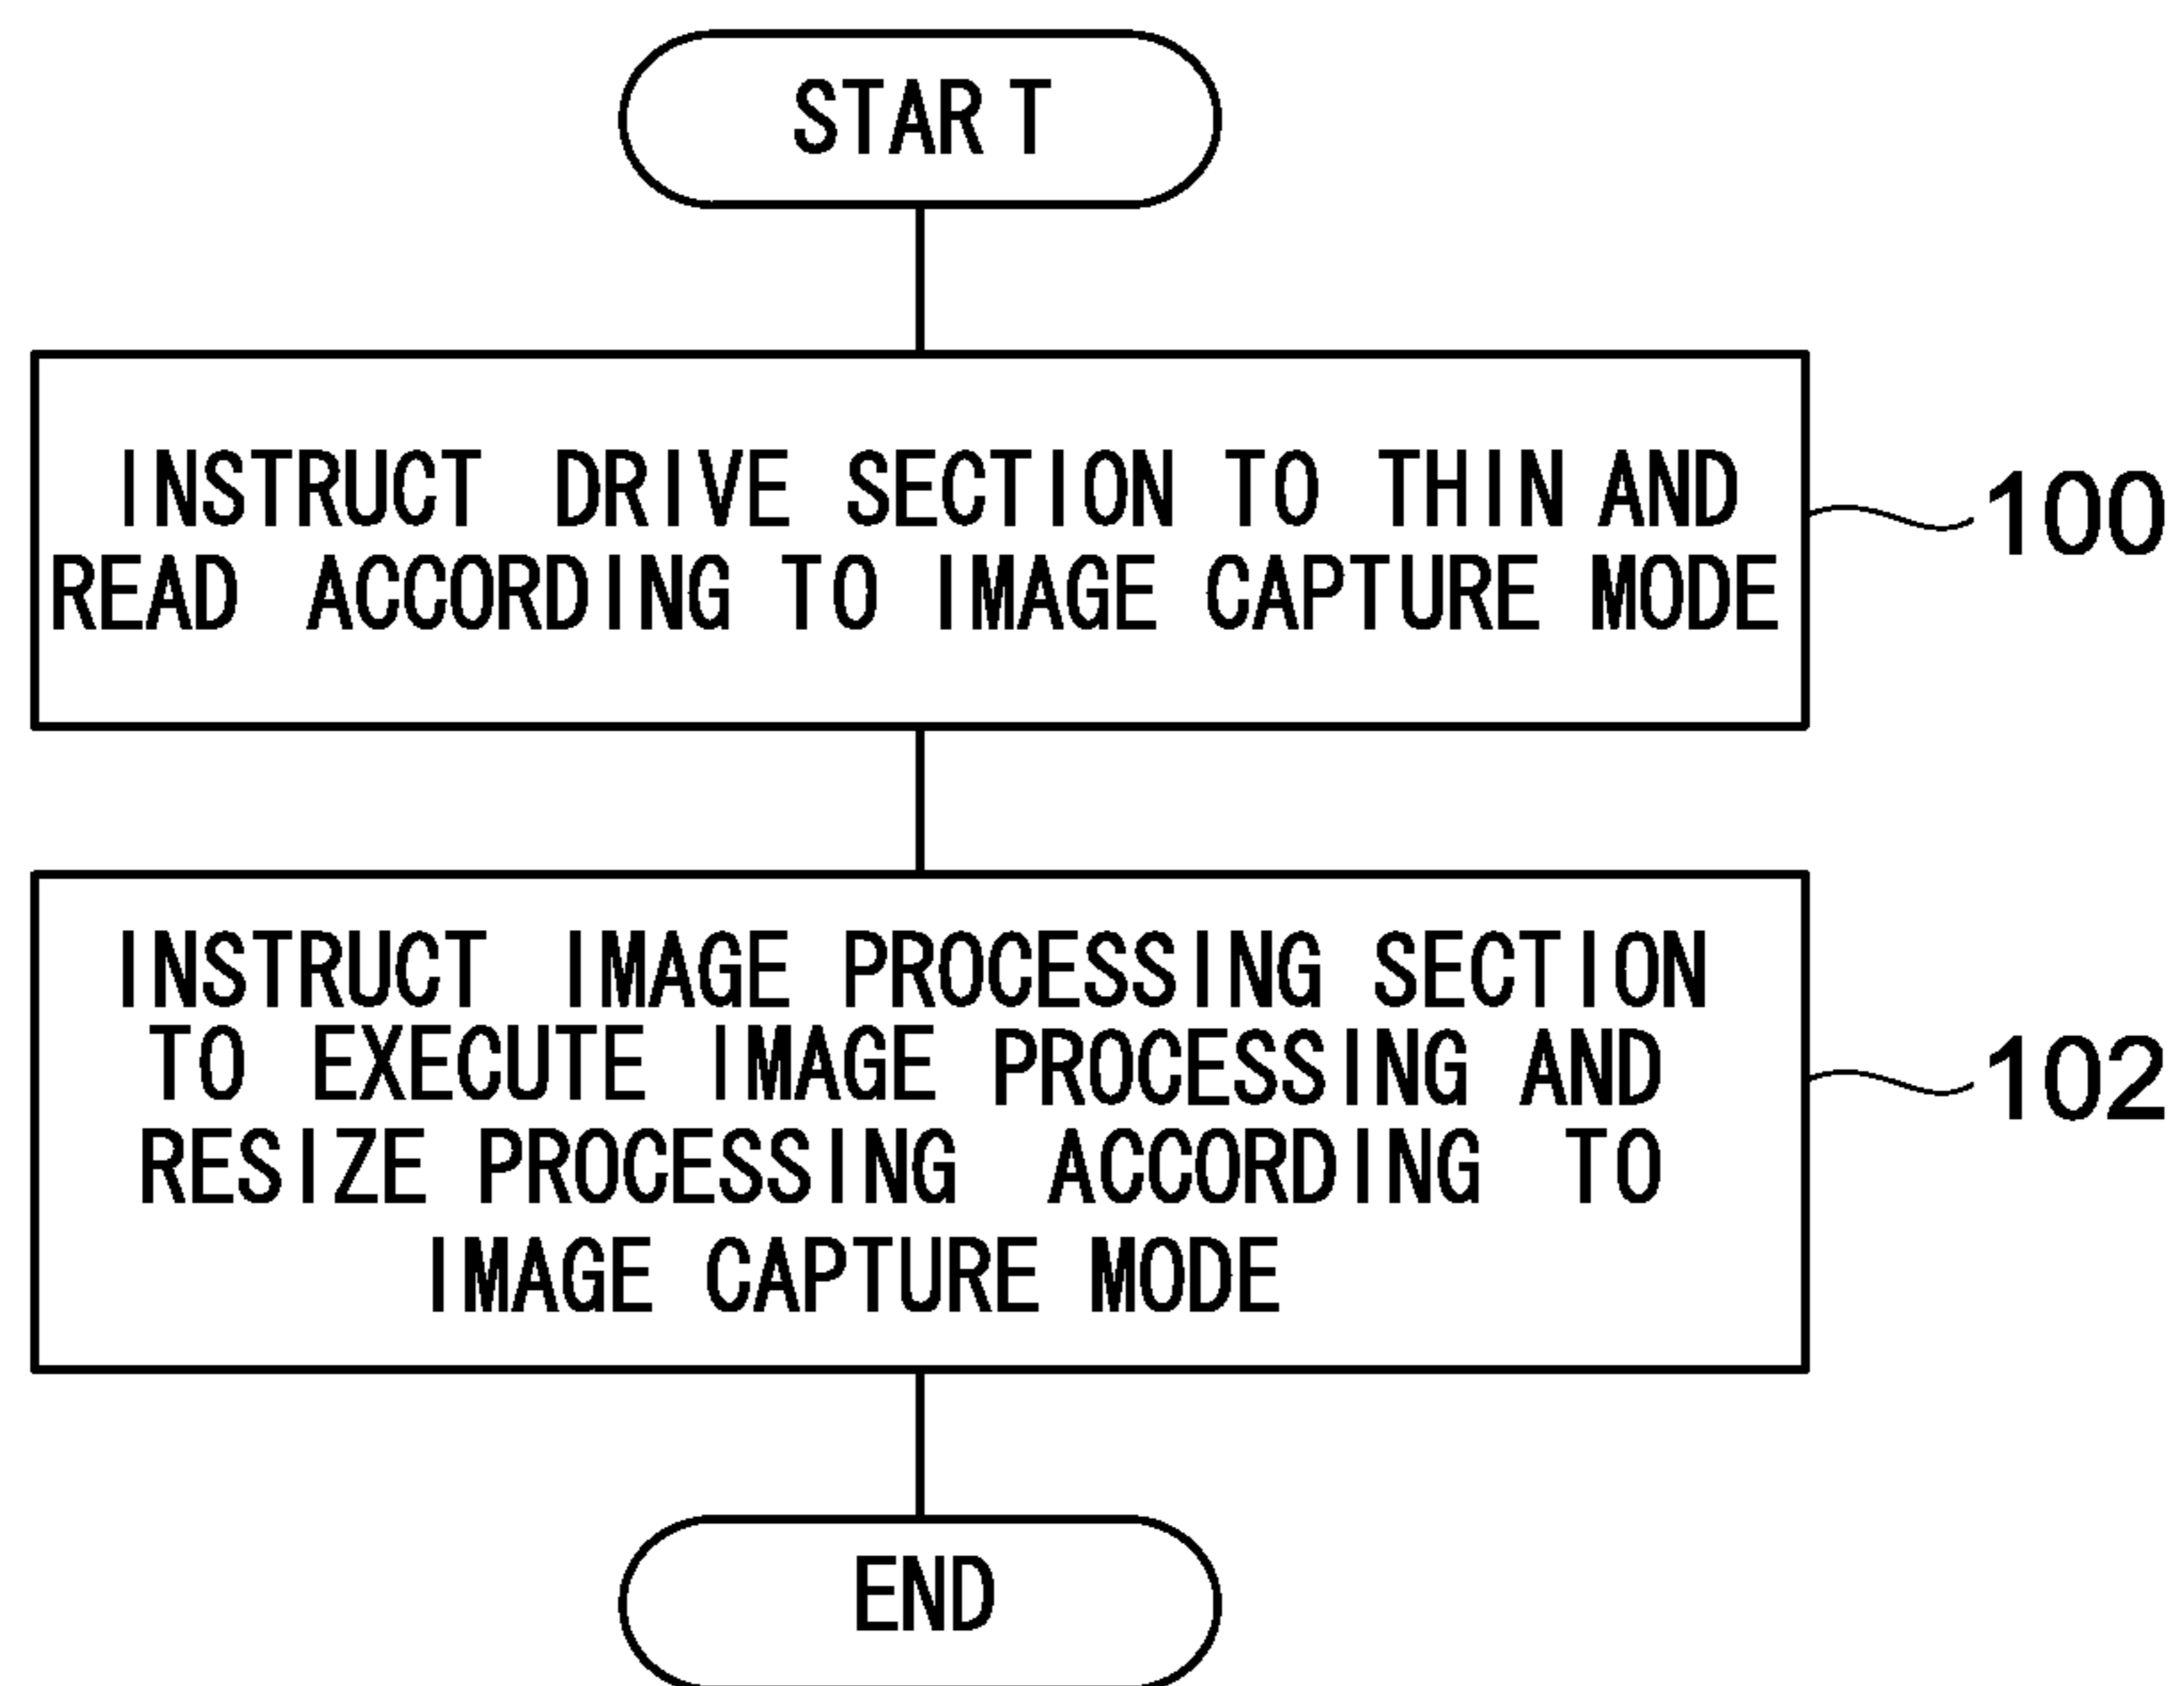 START
INSTRUCT DRIVE SECTION TO THIN AND
READ ACCORDING TO IMAGE CAPTURE MODE
100
INSTRUCT IMAGE PROCESSING SECTION
TO EXECUTE IMAGE PROCESSING AND
RESIZE PROCESSING ACCORDING TO
IMAGE CAPTURE MODE
102
END